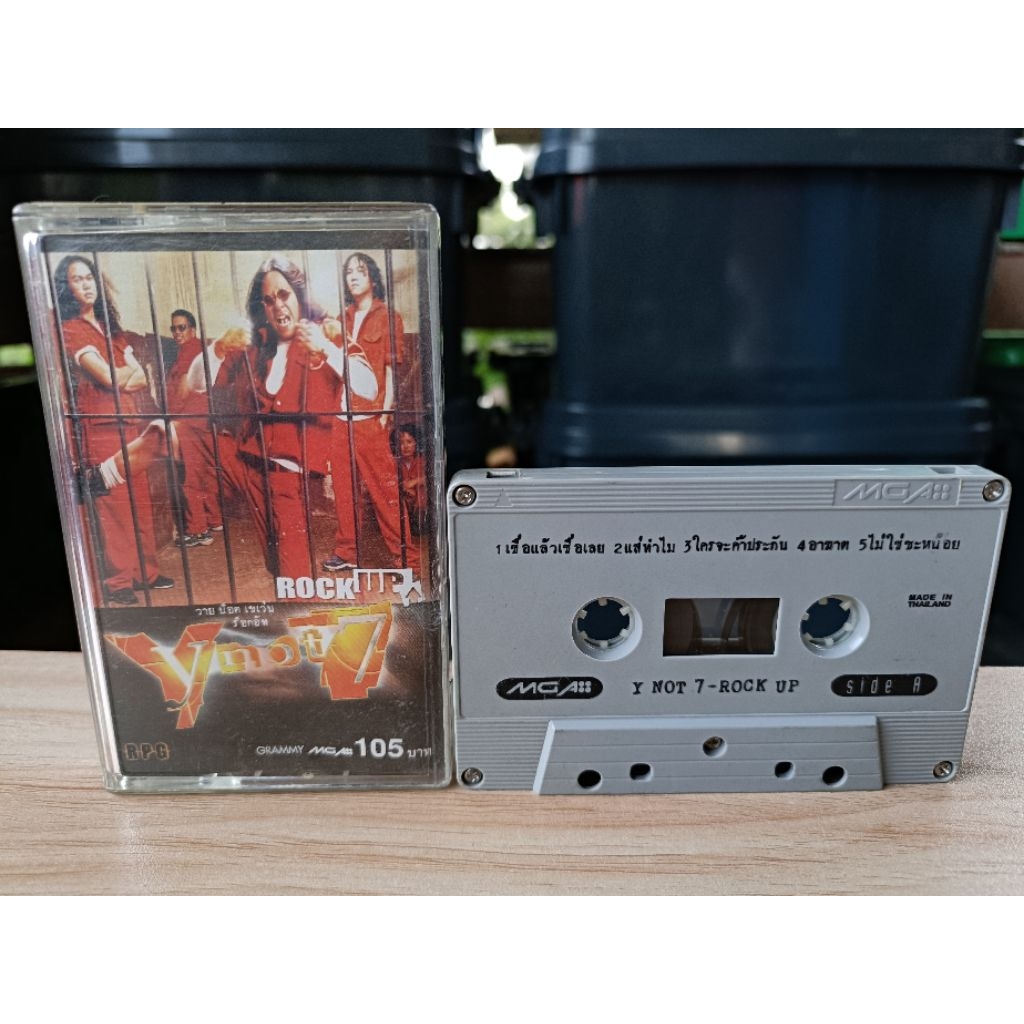 ROCK UP
วาย น็อต เซเว่น
ร็อกอัพ
Ynot7
R.P.G
GRAMMY MGA 105 บาท
MGA
1เชื่อแล้วเชื่อเลย 2แส่ทำไม 3ใครจะค้ำประกัน 4อาฆาต 5ไม่ใช่ซะหน่อย
MADE IN
THAILAND
MGA Y NOT 7-ROCK UP side A